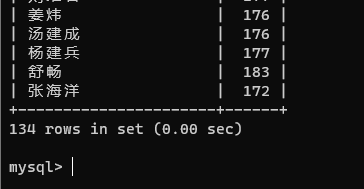 | 姜炜 | 176 |
| 汤建成 | 176 |
| 杨建兵 | 177 |
| 舒畅 | 183 |
| 张海洋 | 172 |
+---------------------+------+
134 rows in set (0.00 sec)
mysql>